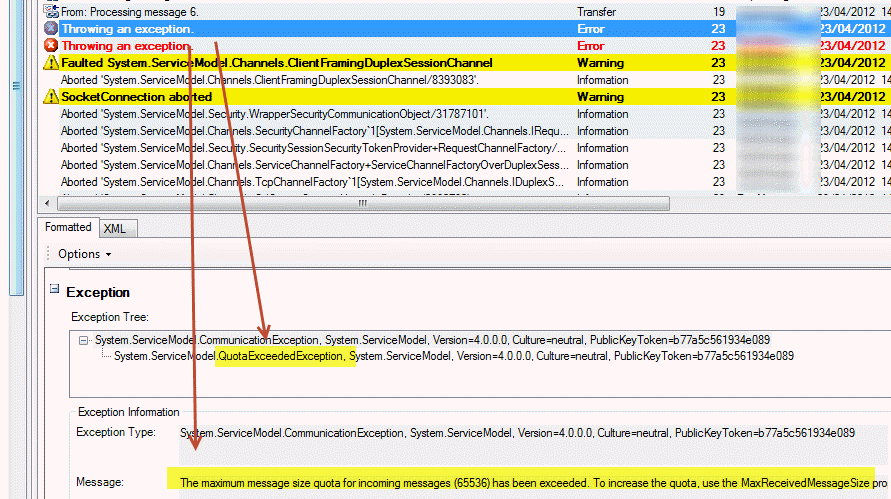 From: Processing message 6. Transfer 19 23/04/2012 14
Throwing an exception. Error 23 23/04/2012 14
Throwing an exception. Error 23 23/04/2012 14
Faulted System.ServiceModel.Channels.ClientFramingDuplexSessionChannel Warning 23 23/04/2012 14
Aborted 'System.ServiceModel.Channels.ClientFramingDuplexSessionChannel/8393083'. Information 23 23/04/2012 14
SocketConnection aborted Warning 23 23/04/2012 14
Aborted 'System.ServiceModel.Security.WrapperSecurityCommunicationObject/31787101'. Information 23 23/04/2012 14
Aborted 'System.ServiceModel.Channels.SecurityChannelFactory`1[System.ServiceModel.Channels.IRequ... Information 23 23/04/2012 14
Aborted 'System.ServiceModel.Security.SecuritySessionSecurityTokenProvider+RequestChannelFactory/... Information 23 23/04/2012 14
Aborted 'System.ServiceModel.Channels.ServiceChannelFactory+ServiceChannelFactoryOverDuplexSess... Information 23 23/04/2012 14
Aborted 'System.ServiceModel.Channels.TcpChannelFactory`1[System.ServiceModel.Channels.IDuplexS... Information 23 23/04/2012 14
Formatted XML
Options
Exception
Exception Tree:
System.ServiceModel.CommunicationException, System.ServiceModel, Version=4.0.0.0, Culture=neutral, PublicKeyToken=b77a5c561934e089
System.ServiceModel.QuotaExceededException, System.ServiceModel, Version=4.0.0.0, Culture=neutral, PublicKeyToken=b77a5c561934e089
Exception Information
Exception Type: System.ServiceModel.CommunicationException, System.ServiceModel, Version=4.0.0.0, Culture=neutral, PublicKeyToken=b77a5c561934e089
Message: The maximum message size quota for incoming messages (65536) has been exceeded. To increase the quota, use the MaxReceivedMessageSize pro